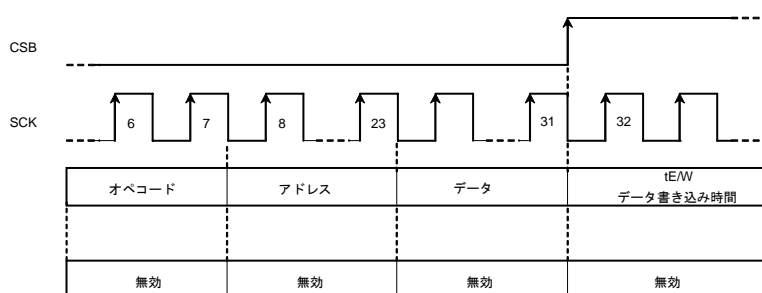 CSB
SCK
6 7 8 23 31 32
オペコード アドレス データ tE/W
データ書き込み時間
無効 無効 無効 無効